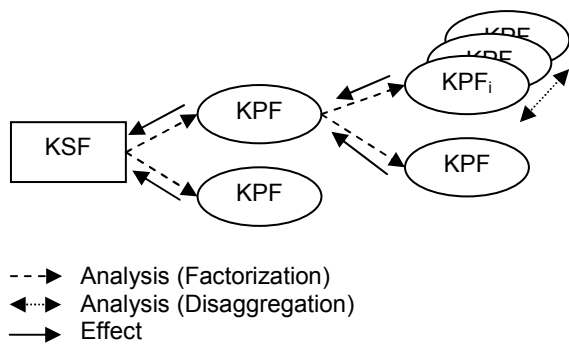 KPF
KPF
KPFi
KPF
KSF
KPF
KPF
Analysis (Factorization)
Analysis (Disaggregation)
Effect